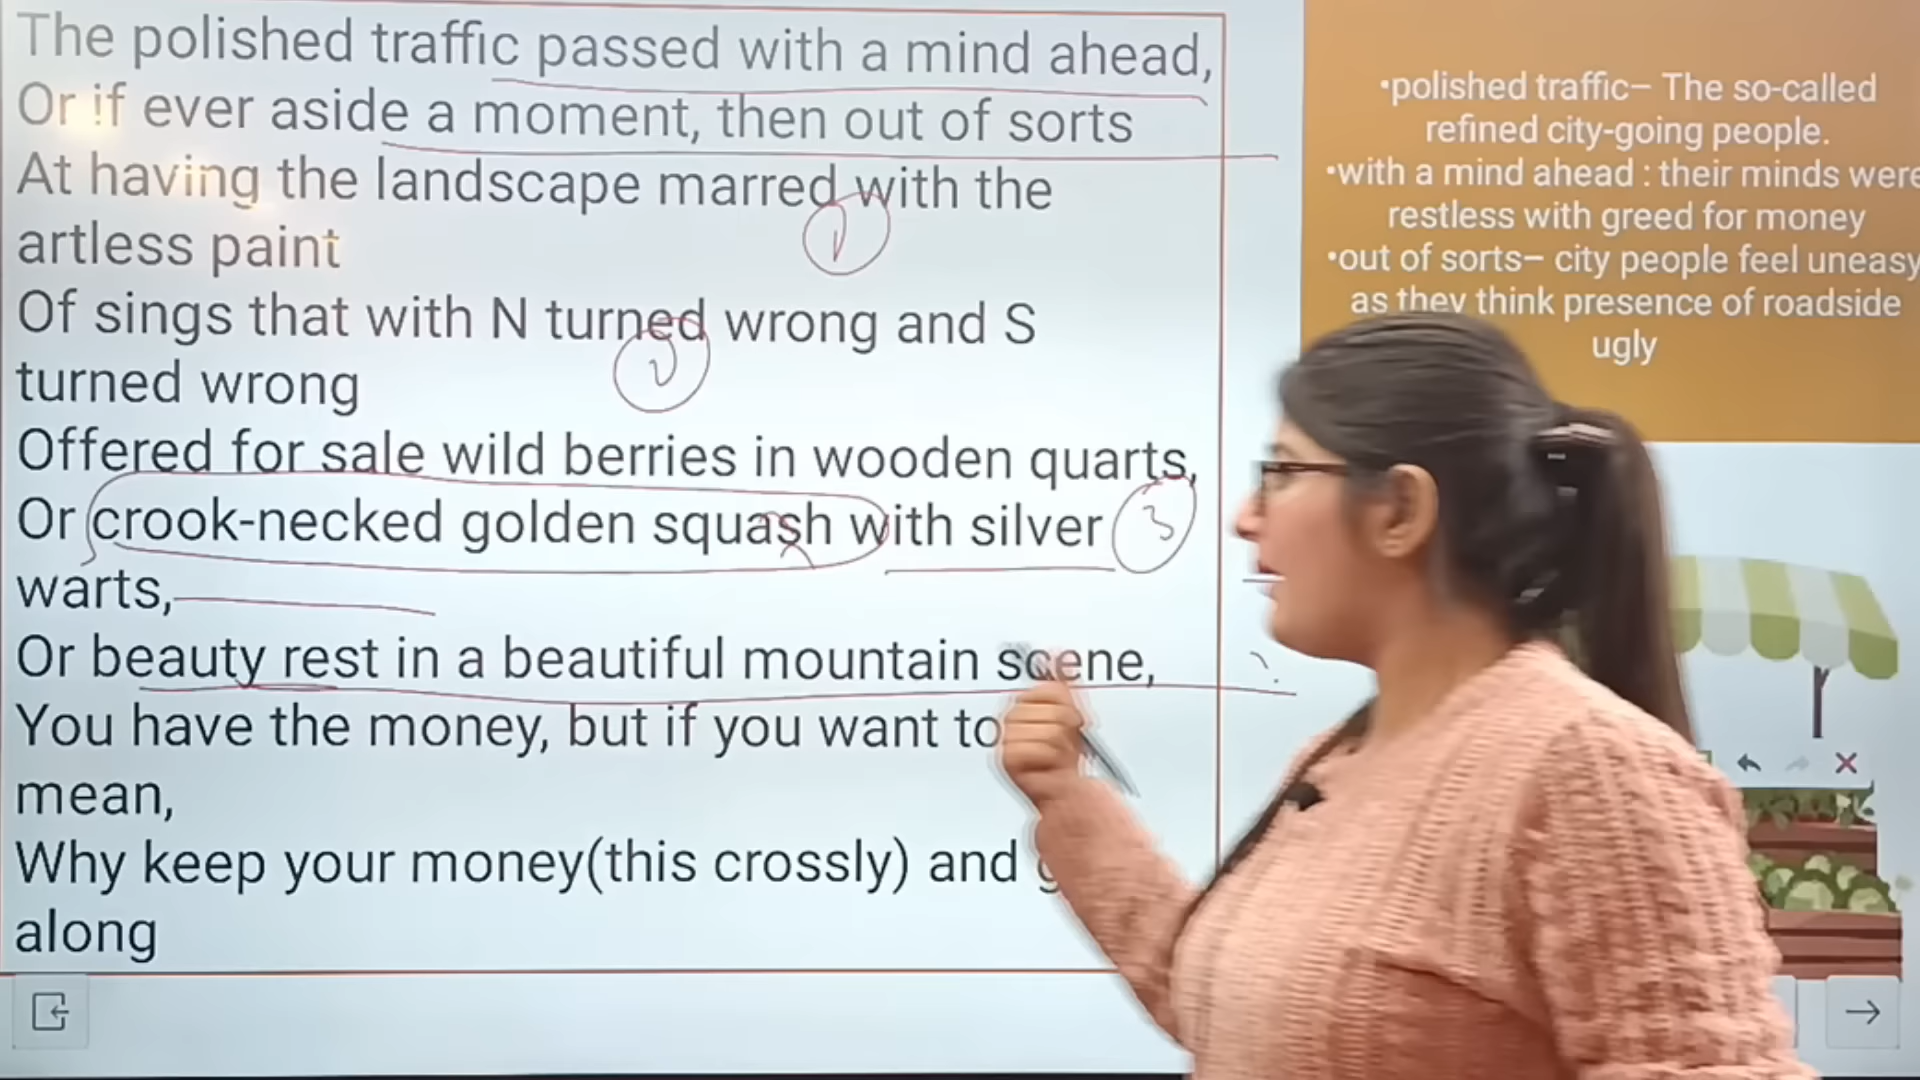 The polished traffic passed with a mind ahead,
Or if ever aside a moment, then out of sorts
At having the landscape marred with the
artless paint
Of sings that with N turned wrong and S
turned wrong
Offered for sale wild berries in wooden quarts,
Or crook-necked golden squash with silver
warts,
Or beauty rest in a beautiful mountain scene,
You have the money, but if you want to
mean,
Why keep your money(this crossly) and
along
1
2
3
•polished traffic– The so-called
refined city-going people.
•with a mind ahead : their minds were
restless with greed for money
•out of sorts– city people feel uneasy
as they think presence of roadside
ugly